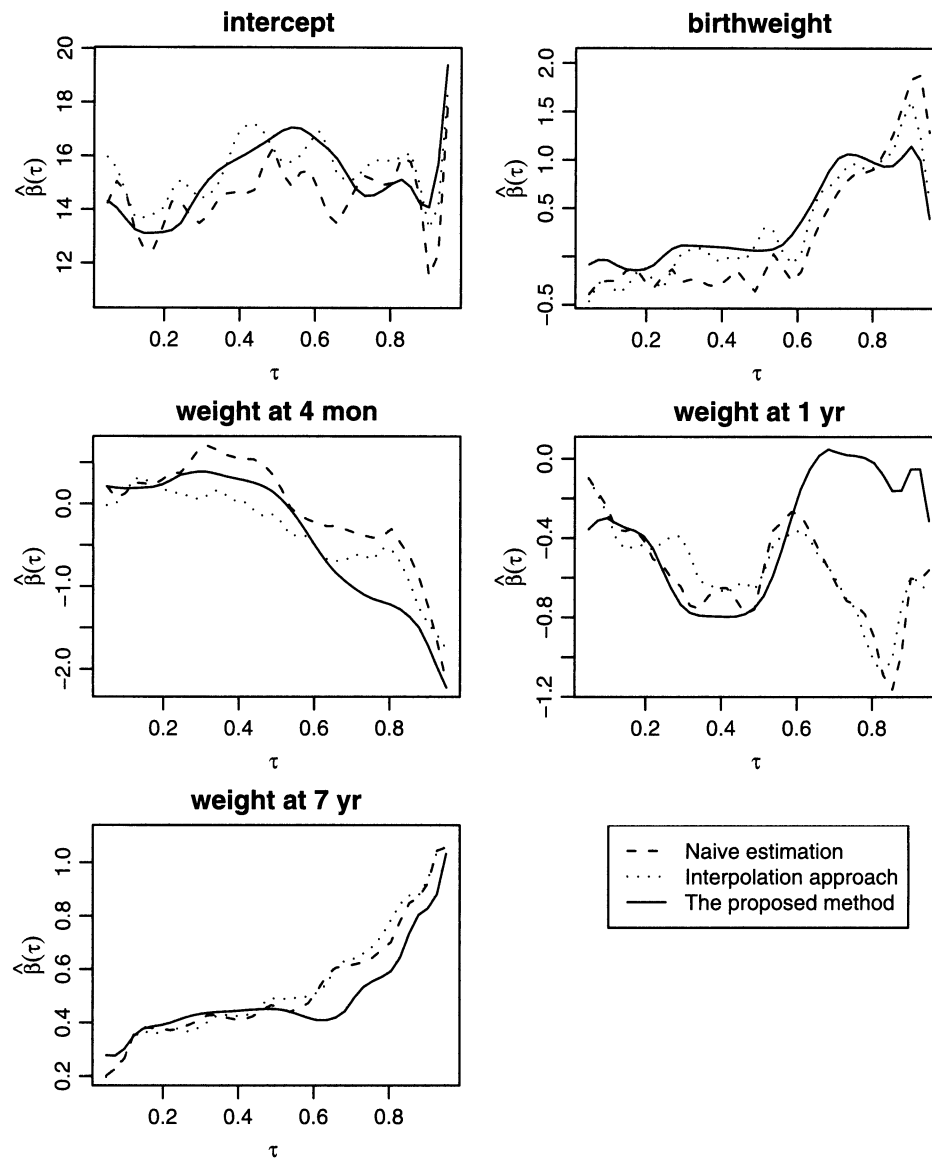 intercept
20
18
16
14
12
β̂(τ)
0.2 0.4 0.6 0.8
τ
birthweight
2.0
1.5
1.0
0.5
−0.5
β̂(τ)
0.2 0.4 0.6 0.8
τ
weight at 4 mon
0.0
−1.0
−2.0
β̂(τ)
0.2 0.4 0.6 0.8
τ
weight at 1 yr
0.0
−0.4
−0.8
−1.2
β̂(τ)
0.2 0.4 0.6 0.8
τ
weight at 7 yr
1.0
0.8
0.6
0.4
0.2
β̂(τ)
0.2 0.4 0.6 0.8
τ
Naive estimation
Interpolation approach
The proposed method